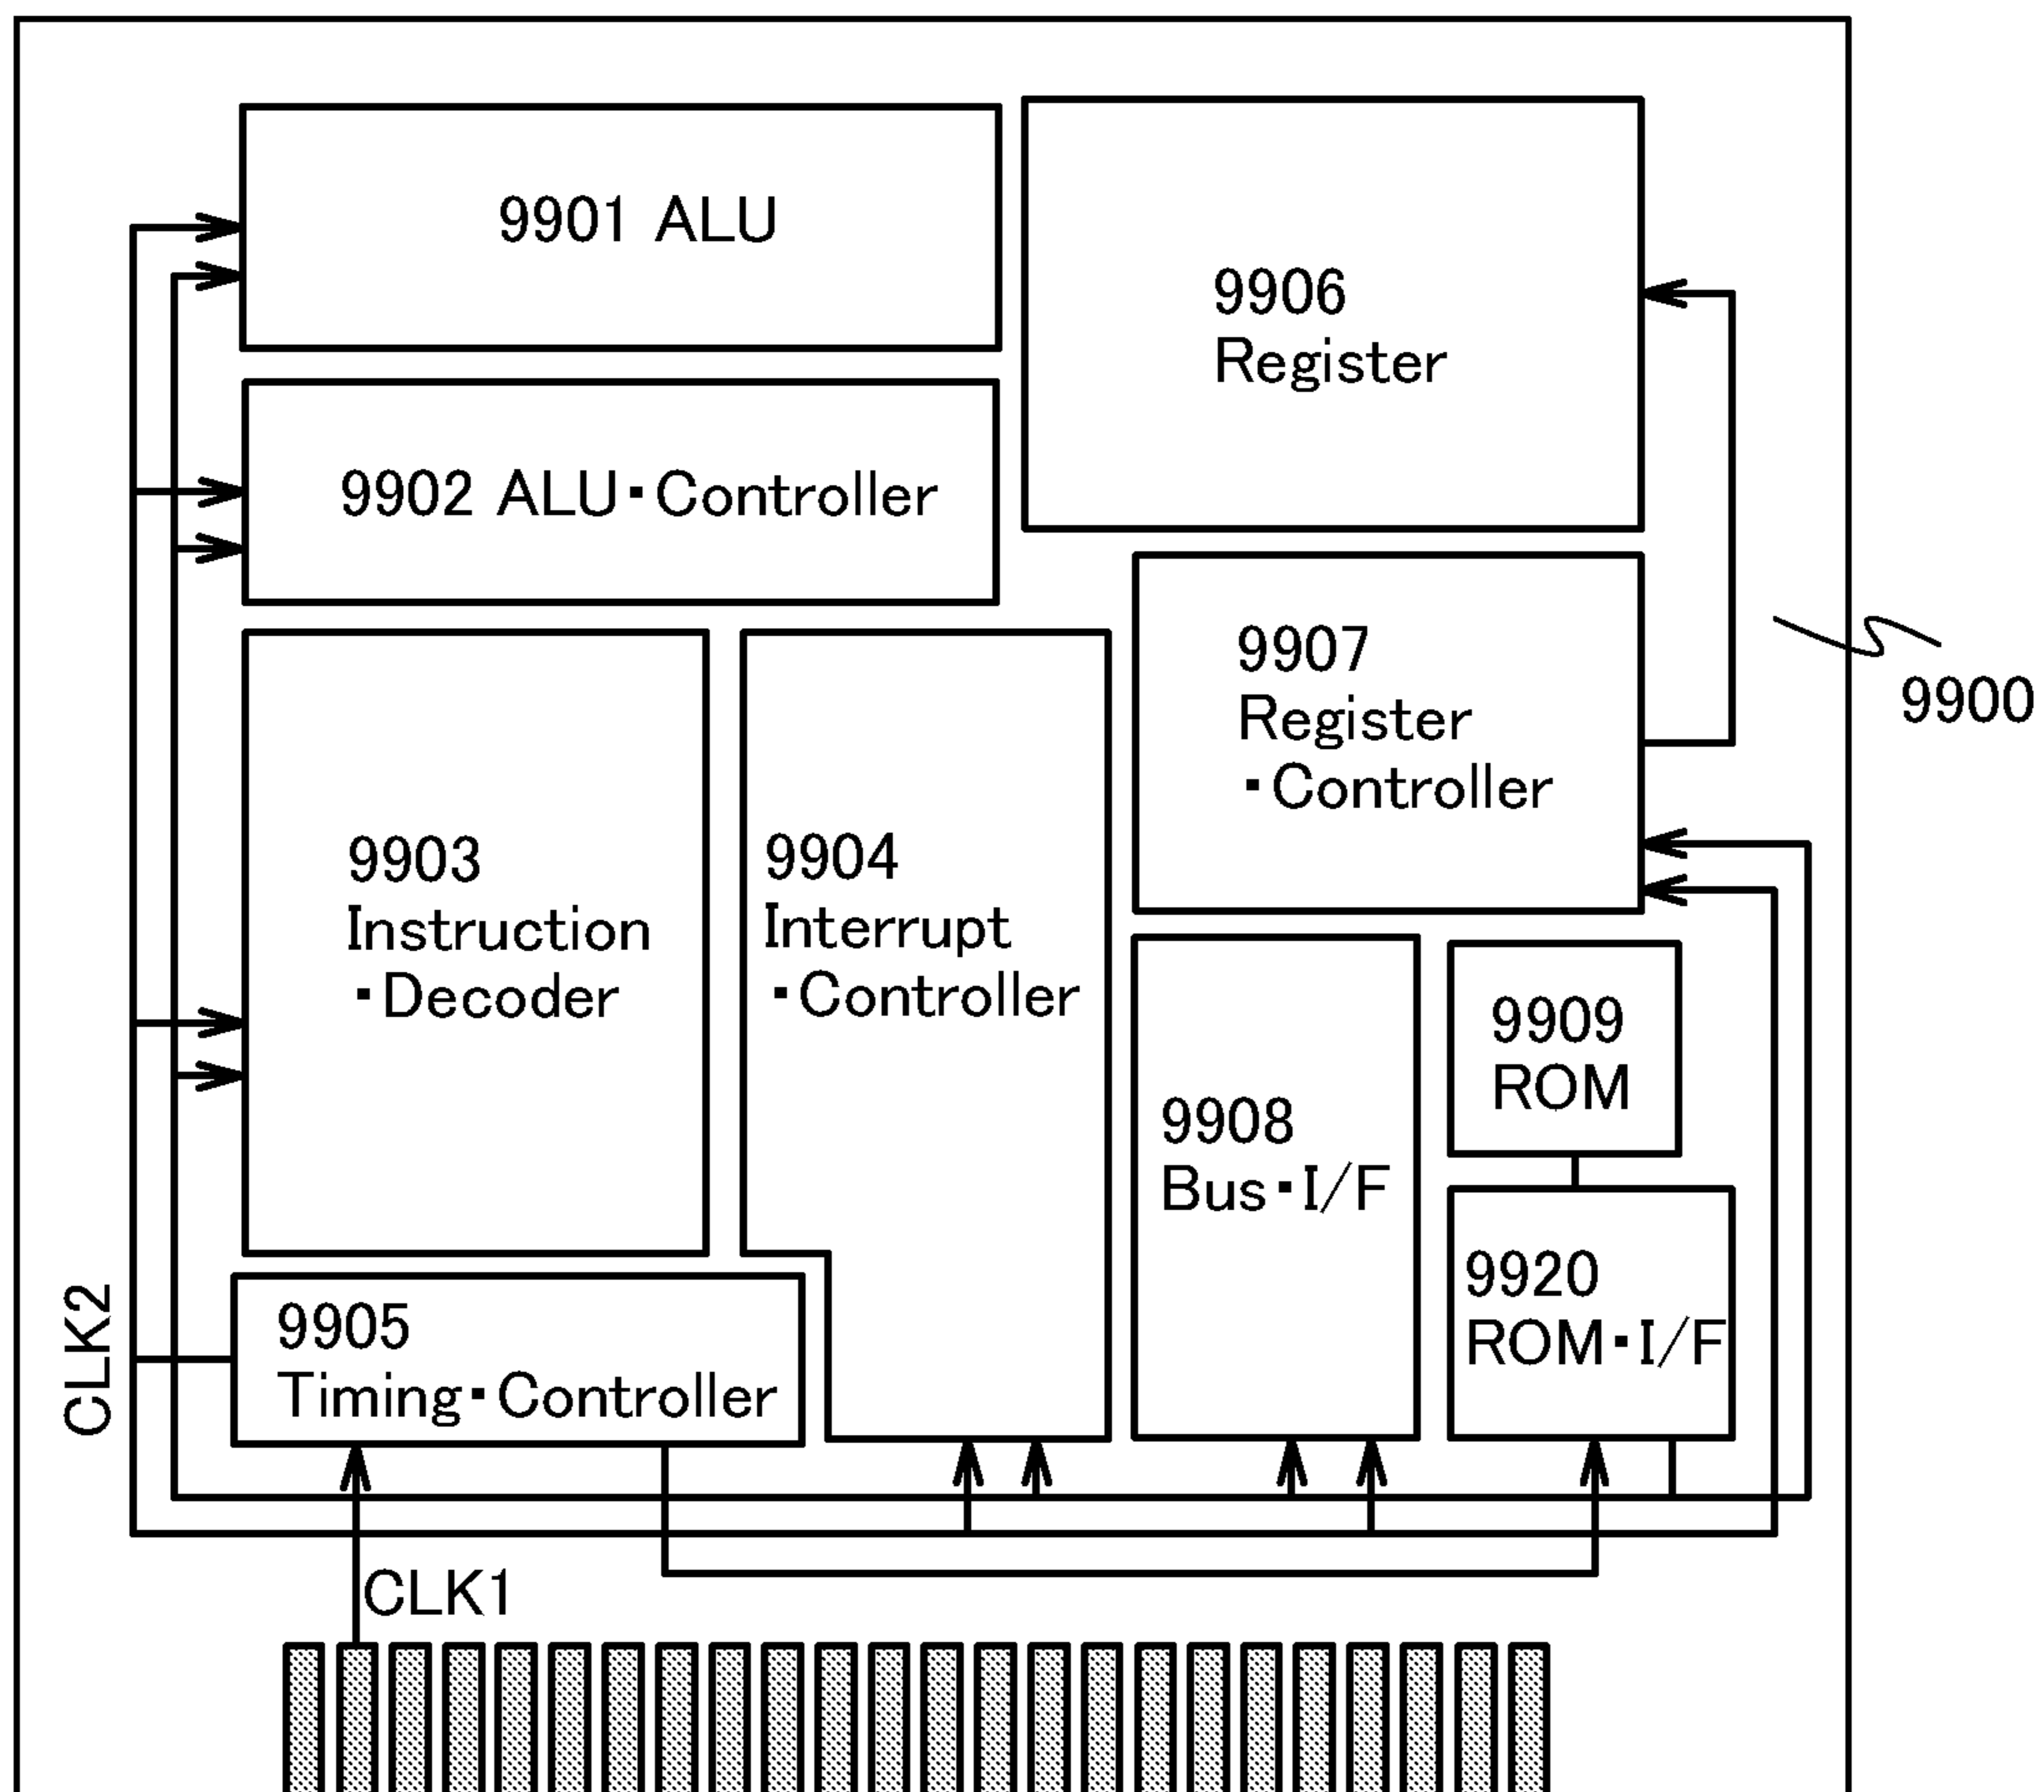 9901 ALU
9906
Register
9902 ALU・Controller
9907
Register
・Controller
9900
9903
Instruction
・Decoder
9904
Interrupt
・Controller
9909
ROM
9908
Bus・I/F
9920
ROM・I/F
9905
Timing・Controller
CLK2
CLK1